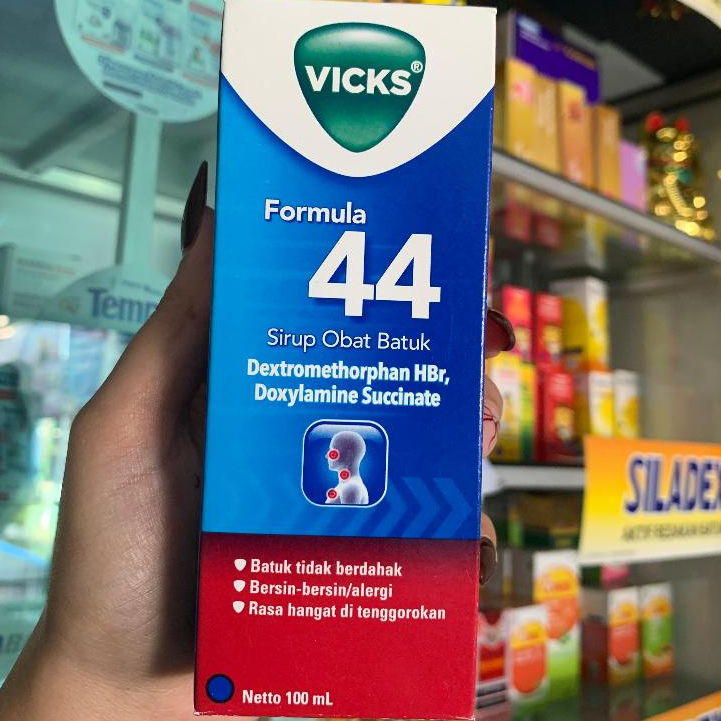 VICKS®
Formula
44
Sirup Obat Batuk
Dextromethorphan HBr,
Doxylamine Succinate
Batuk tidak berdahak
Bersin-bersin/alergi
Rasa hangat di tenggorokan
Netto 100 mL
Temp
SILADEX